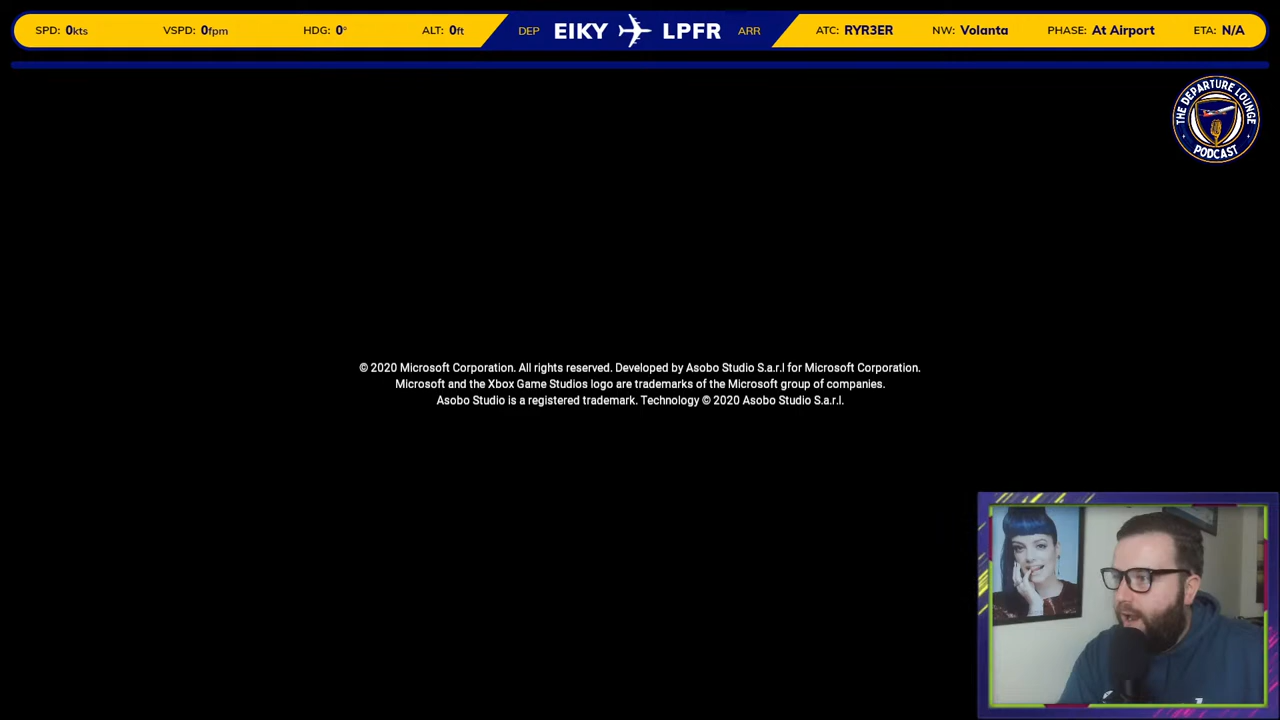 SPD: 0kts VSPD: 0fpm HDG: 0° ALT: 0ft DEP EIKY LPFR ARR ATC: RYR3ER NW: Volanta PHASE: At Airport ETA: N/A
THE DEPARTURE LOUNGE
PODCAST
© 2020 Microsoft Corporation. All rights reserved. Developed by Asobo Studio S.a.r.l for Microsoft Corporation.
Microsoft and the Xbox Game Studios logo are trademarks of the Microsoft group of companies.
Asobo Studio is a registered trademark. Technology © 2020 Asobo Studio S.a.r.l.